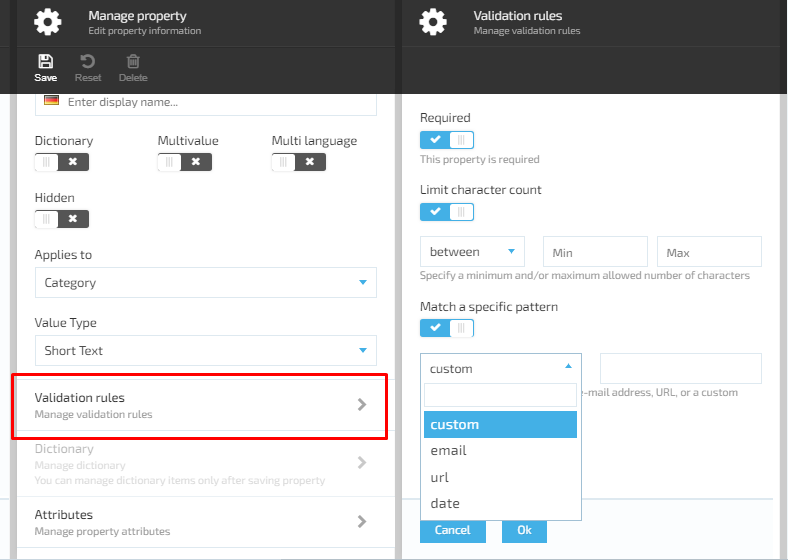 Manage property
Edit property information
Save
Reset
Delete
Enter display name...
Dictionary
Multivalue
Multi language
Hidden
Applies to
Category
Value Type
Short Text
Validation rules
Manage validation rules
Dictionary
Manage dictionary
You can manage dictionary items only after saving property
Attributes
Manage property attributes
Validation rules
Manage validation rules
Required
This property is required
Limit character count
between
Min
Max
Specify a minimum and/or maximum allowed number of characters
Match a specific pattern
custom
e-mail address, URL, or a custom
custom
email
url
date
Cancel
Ok